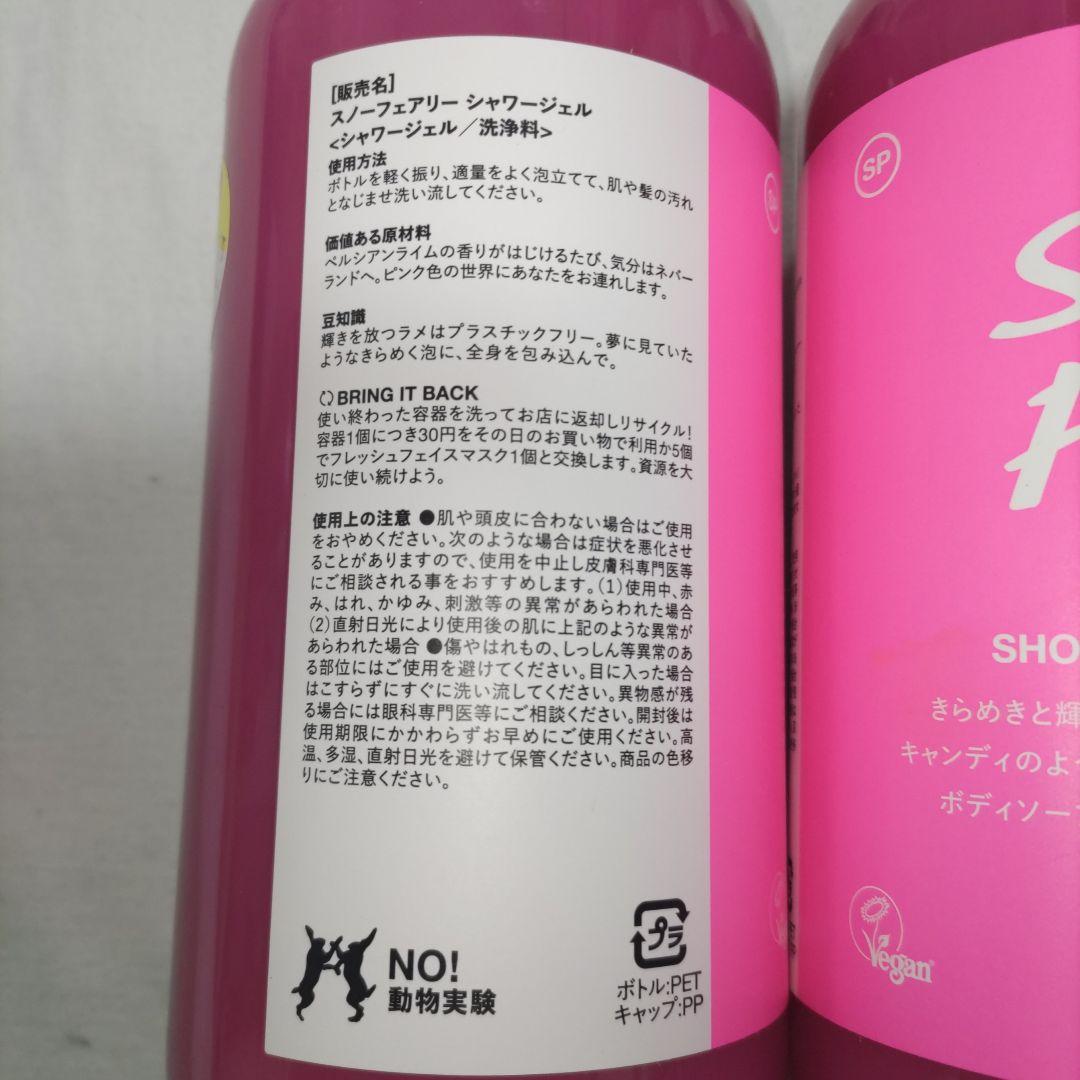 [販売名]
スノーフェアリー シャワージェル
<シャワージェル／洗浄料>
使用方法
ボトルを軽く振り、適量をよく泡立てて、肌や髪の汚れ
となじませ洗い流してください。
価値ある原材料
ペルシアンライムの香りがはじけるたび、気分はネバー
ランドへ。ピンク色の世界にあなたをお連れします。
豆知識
輝きを放つラメはプラスチックフリー。夢に見ていた
ようなきらめく泡に、全身を包み込んで。
BRING IT BACK
使い終わった容器を洗ってお店に返却しリサイクル!
容器1個につき30円をその日のお買い物で利用か5個
でフレッシュフェイスマスク1個と交換します。資源を大
切に使い続けよう。
使用上の注意 ●肌や頭皮に合わない場合はご使用
をおやめください。次のような場合は症状を悪化させ
ることがありますので、使用を中止し皮膚科専門医等
にご相談される事をおすすめします。(1)使用中、赤
み、はれ、かゆみ、刺激等の異常があらわれた場合
(2)直射日光により使用後の肌に上記のような異常が
あらわれた場合 ●傷やはれもの、しっしん等異常のあ
る部位にはご使用を避けてください。目に入った場合
はこすらずにすぐに洗い流してください。異物感が残
る場合には眼科専門医等にご相談ください。開封後は
使用期限にかかわらずお早めにご使用ください。高
温、多湿、直射日光を避けて保管ください。商品の色移
りにご注意ください。
NO!
動物実験
プラ
ボトル:PET
キャップ:PP
SP
S
SHO
きらめきと輝
キャンディのよう
ボディソープ
Vegan